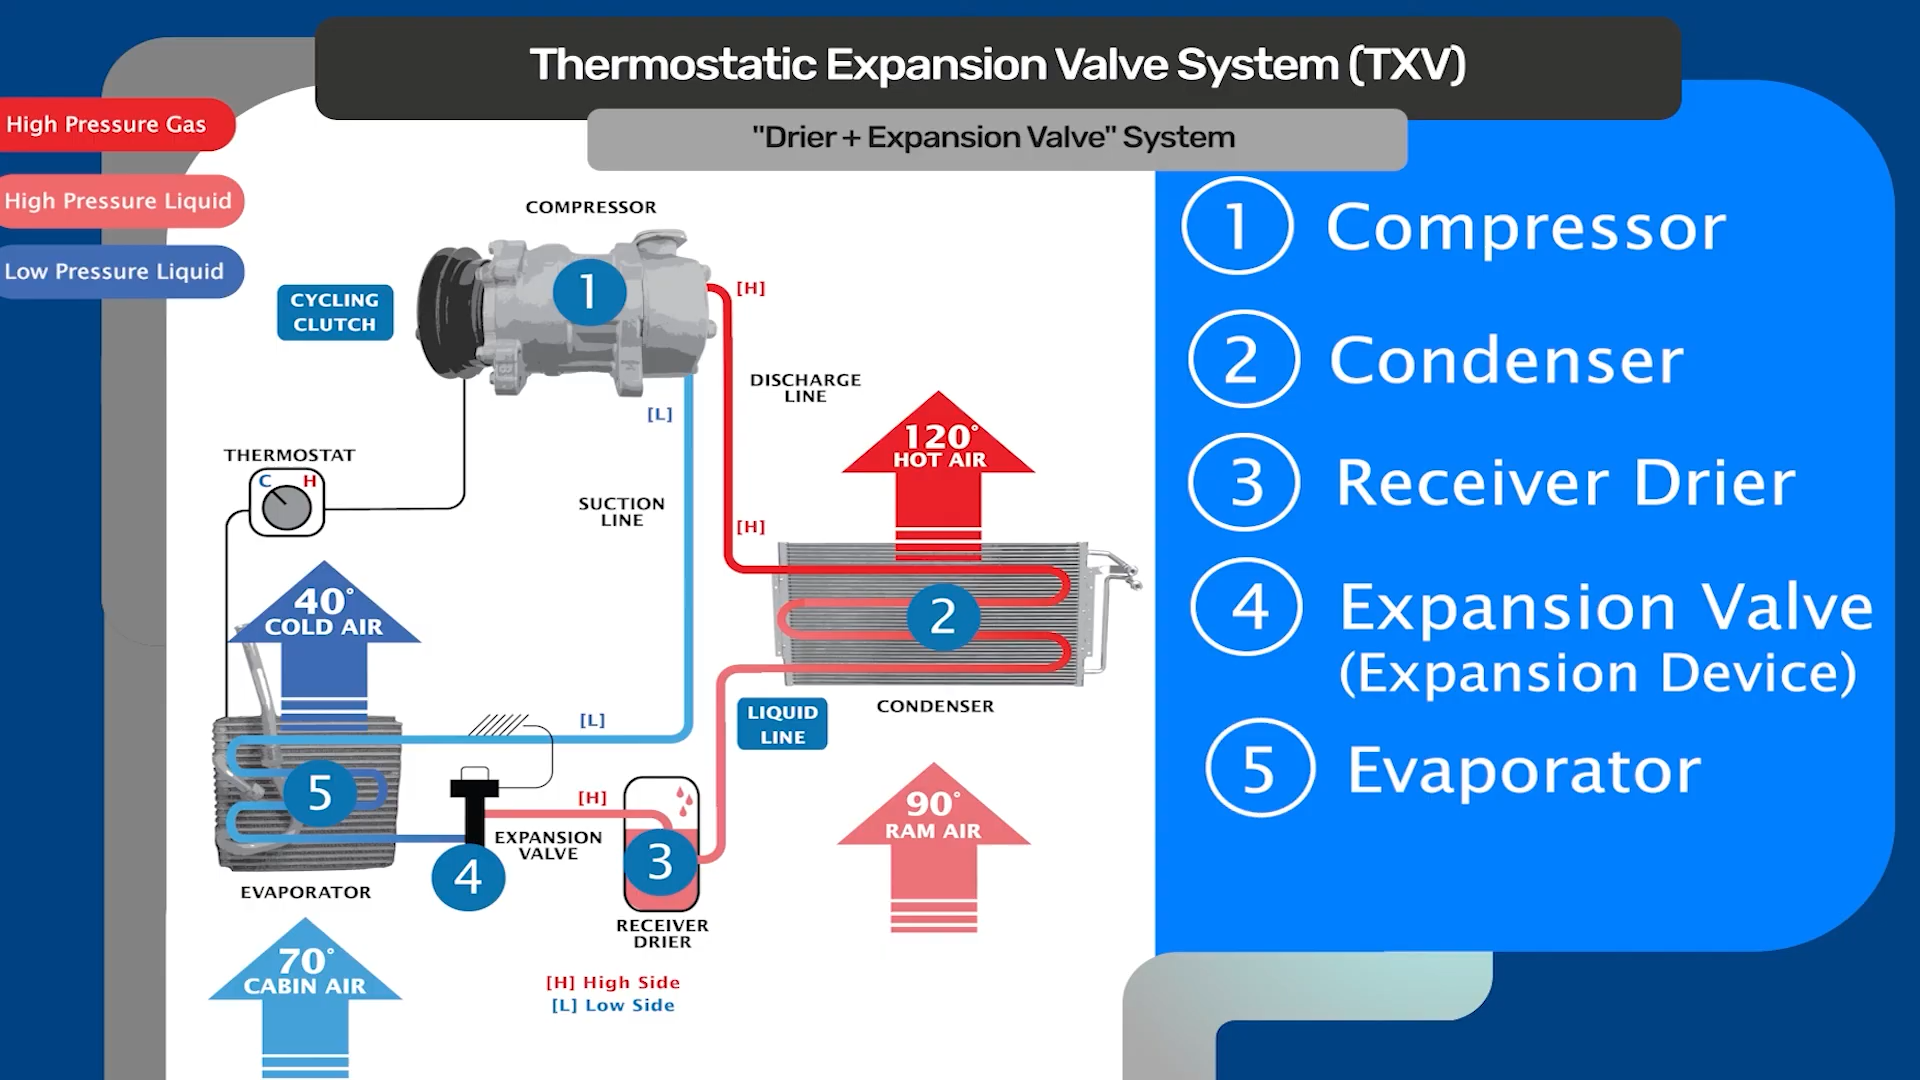 Thermostatic Expansion Valve System (TXV)
"Drier + Expansion Valve" System
High Pressure Gas
High Pressure Liquid
Low Pressure Liquid
COMPRESSOR
1
CYCLING
CLUTCH
[H]
DISCHARGE
LINE
[L]
THERMOSTAT
C H
SUCTION
LINE
[H]
120°
HOT AIR
40°
COLD AIR
2
CONDENSER
LIQUID
LINE
[L]
5
[H]
EXPANSION
VALVE
4
3
EVAPORATOR
RECEIVER
DRIER
90°
RAM AIR
70°
CABIN AIR
[H] High Side
[L] Low Side
1 Compressor
2 Condenser
3 Receiver Drier
4 Expansion Valve
(Expansion Device)
5 Evaporator